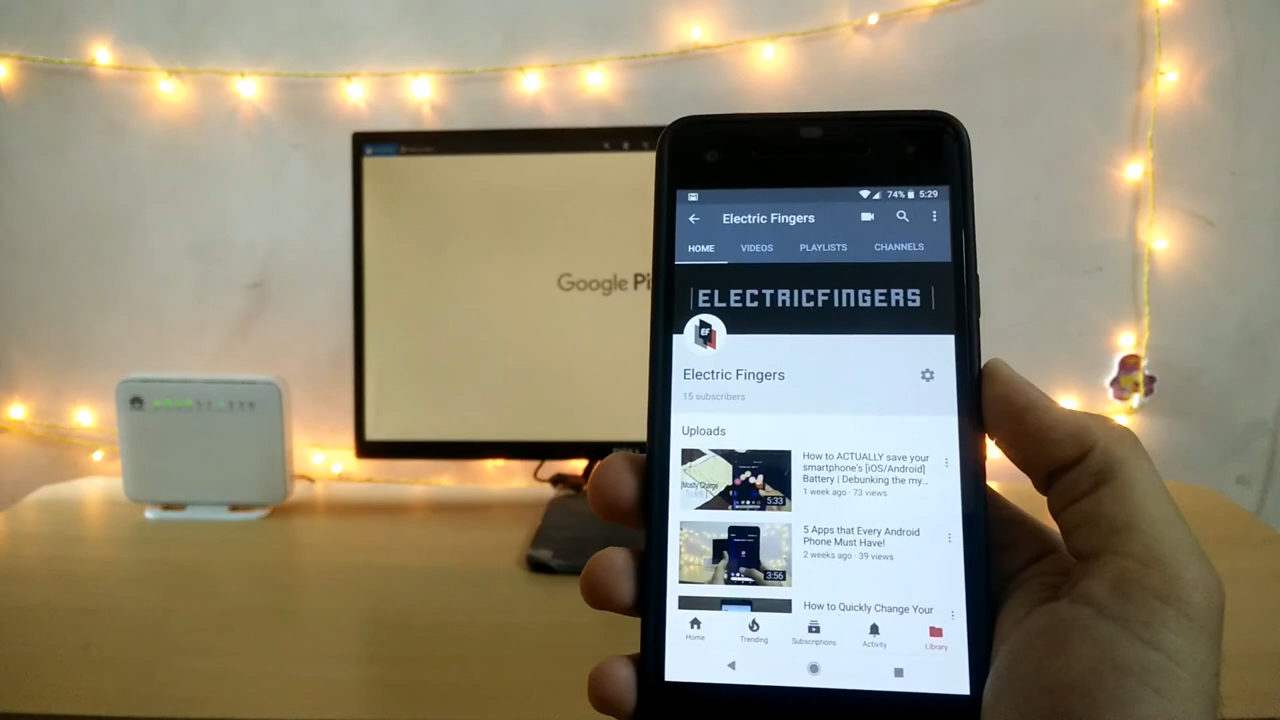 Google Pi
74% 5:29
Electric Fingers
HOME VIDEOS PLAYLISTS CHANNELS
ELECTRICFINGERS
EF
Electric Fingers
15 subscribers
Uploads
How to ACTUALLY save your
smartphone's [iOS/Android]
Battery | Debunking the my...
1 week ago · 73 views
Mostly Charge
5:33
5 Apps that Every Android
Phone Must Have!
2 weeks ago · 39 views
3:56
How to Quickly Change Your
Home Trending Subscriptions Activity Library